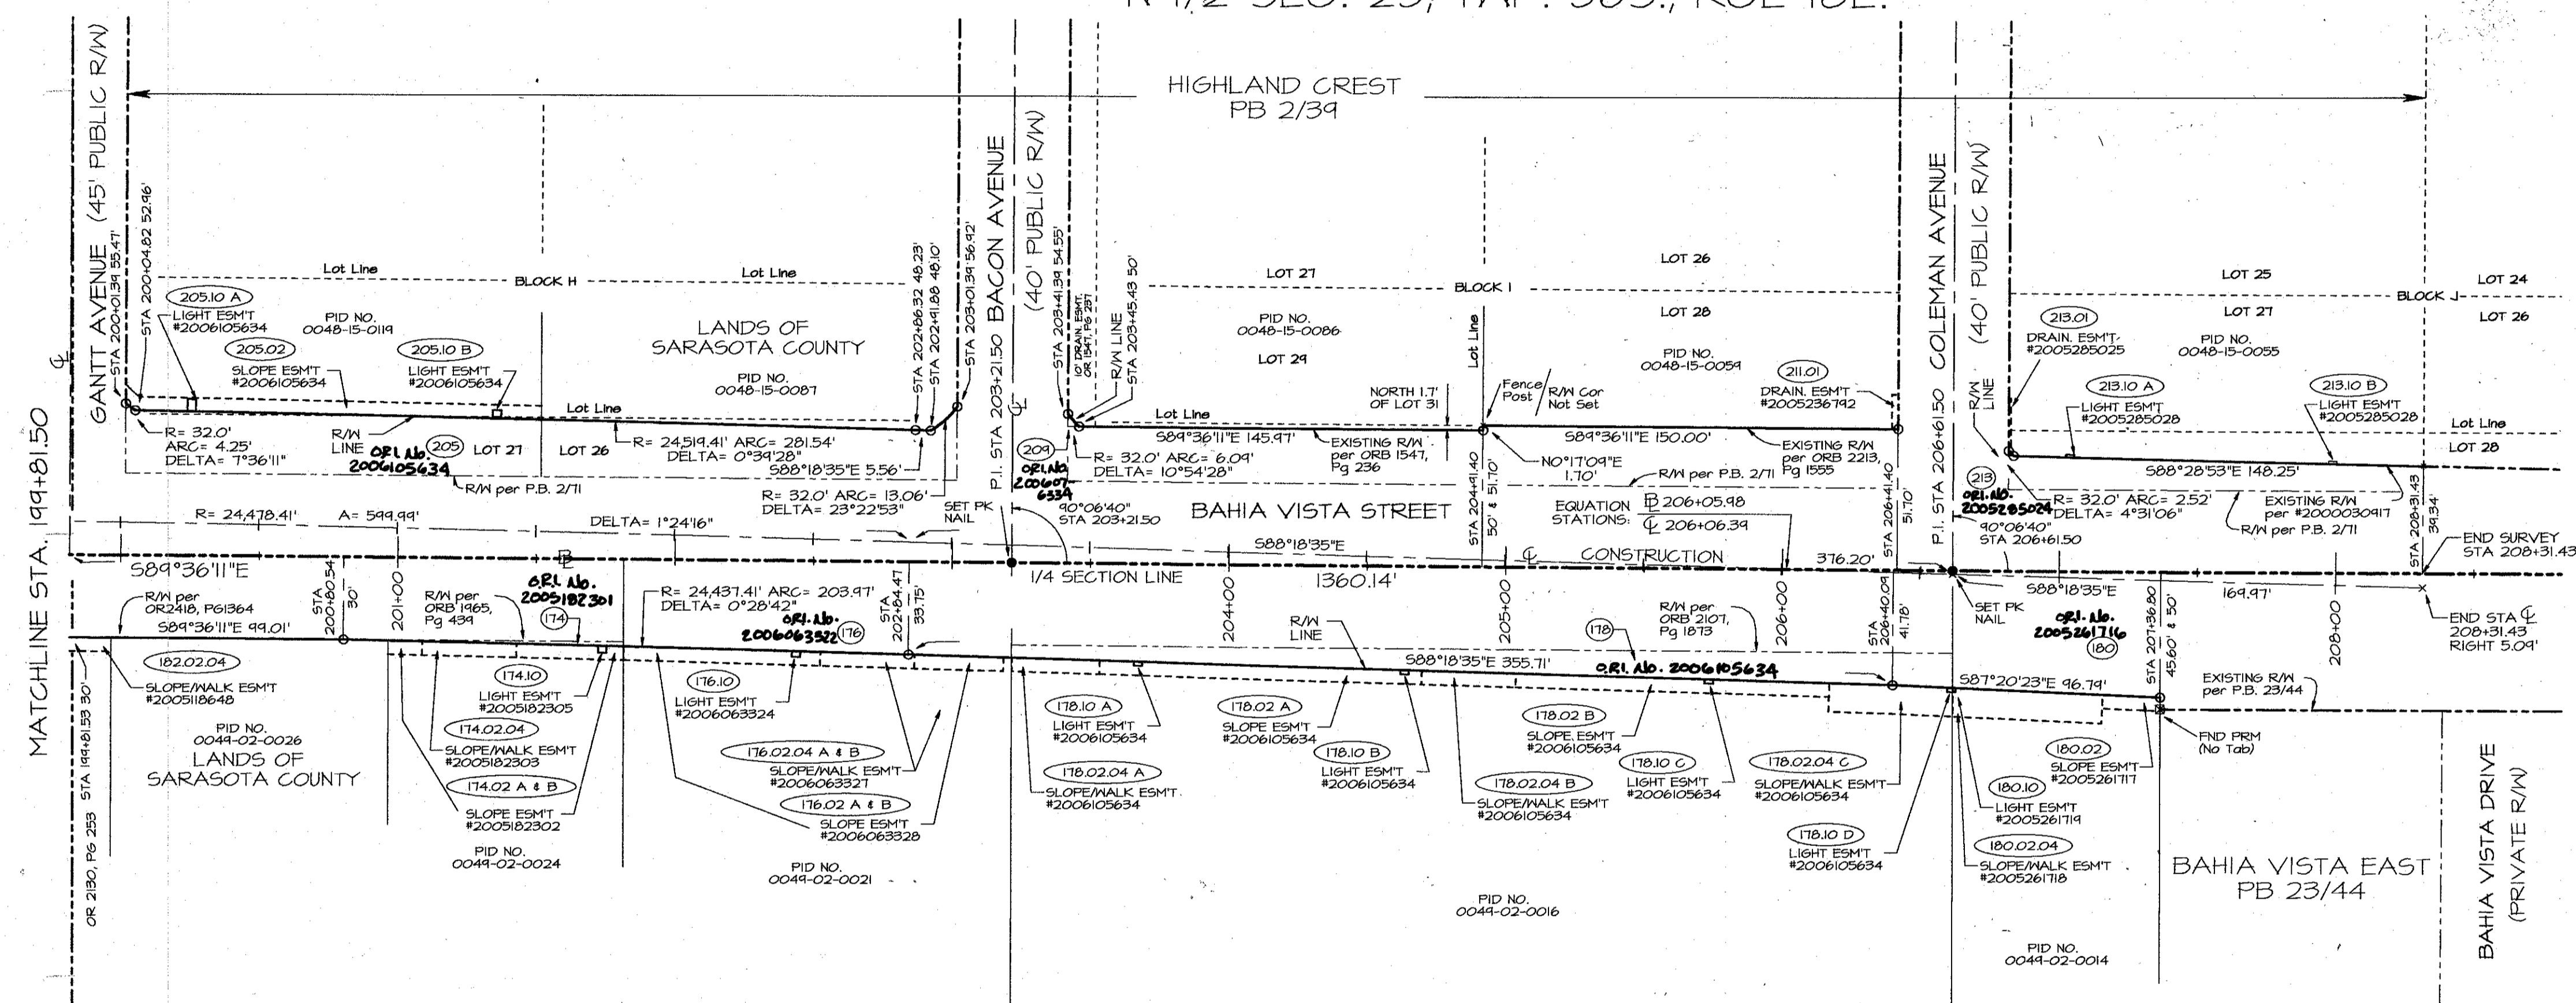 R 1/2 SEC. 23, TWP. 36S., RGE 18E.
HIGHLAND CREST
PB 2/39
MATCHLINE STA. 199+81.50
GANTT AVENUE (45' PUBLIC R/W)
STA 200+01.39 55.47'
STA 200+04.82 52.96'
205.10 A
LIGHT ESM'T
#2006105634
PID NO.
0048-15-0119
205.02
SLOPE ESM'T
#2006105634
205.10 B
LIGHT ESM'T
#2006105634
Lot Line
BLOCK H
Lot Line
LANDS OF
SARASOTA COUNTY
PID NO.
0048-15-0087
Lot Line
R= 32.0'
ARC= 4.25'
DELTA= 7°36'11"
R/W
LINE
O.R.I. No.
2006105634
205
LOT 27
LOT 26
R/W per P.B. 2/71
R= 24,519.41' ARC= 281.54'
DELTA= 0°39'28"
S88°18'35"E 5.56'
R= 32.0' ARC= 13.06'
DELTA= 23°22'53"
STA 202+86.32 48.23'
STA 202+91.88 48.10'
STA 203+01.39 56.92'
P.I. STA 203+21.50 BACON AVENUE
(40' PUBLIC R/W)
STA 203+41.39 54.55'
10' DRAIN. ESMT.
OR 1547, PG 237
R/W LINE
STA 203+45.43 50'
LOT 27
BLOCK I
PID NO.
0048-15-0086
LOT 29
Lot Line
NORTH 1.7'
OF LOT 31
Lot Line
Fence
Post
R/W Cor
Not Set
LOT 26
LOT 28
PID NO.
0048-15-0059
211.01
DRAIN. ESM'T
#2005236792
209
O.R.I. No.
200607
6334
R= 32.0' ARC= 6.09'
DELTA= 10°54'28"
S89°36'11"E 145.97'
EXISTING R/W
per ORB 1547,
Pg 236
S89°36'11"E 150.00'
N0°17'09"E
1.70'
EXISTING R/W
per ORB 2213,
Pg 1555
R/W per P.B. 2/71
STA 204+91.40
50' & 51.70'
STA 206+41.40
51.70'
P.I. STA 206+61.50 COLEMAN AVENUE
(40' PUBLIC R/W)
R/W
LINE
213.01
DRAIN. ESM'T.
#2005285025
LOT 25
LOT 24
BLOCK J
LOT 27
LOT 26
PID NO.
0048-15-0055
213.10 A
LIGHT ESM'T
#2005285028
213.10 B
LIGHT ESM'T
#2005285028
Lot Line
LOT 28
S88°28'53"E 148.25'
213
O.R.I. No.
2005285024
R= 32.0' ARC= 2.52'
DELTA= 4°31'06"
EXISTING R/W
per #2000030917
R/W per P.B. 2/71
STA 208+31.43
39.34'
END SURVEY
STA 208+31.43
R= 24,478.41'
A= 599.99'
DELTA= 1°24'16"
SET PK
NAIL
90°06'40"
STA 203+21.50
BAHIA VISTA STREET
EQUATION
STATIONS:
BL 206+05.98
CL 206+06.39
90°06'40"
STA 206+61.50
S89°36'11"E
S88°18'35"E
CL CONSTRUCTION
376.20'
1/4 SECTION LINE
1360.14'
S88°18'35"E
169.97'
SET PK
NAIL
END STA CL
208+31.43
RIGHT 5.09'
R/W per
OR2418, PG1364
S89°36'11"E 99.01'
STA
200+80.54
30'
201+00
R/W per
ORB 1965,
Pg 439
O.R.I. No.
2005182301
174
R= 24,437.41' ARC= 203.97'
DELTA= 0°28'42"
O.R.I. No.
2006063522
176
STA
202+84.47
33.75'
204+00
R/W
LINE
205+00
178
R/W per
ORB 2107,
Pg 1873
206+00
STA
206+40.09
41.78'
O.R.I. No.
2005261716
180
STA 207+36.80
45.60' & 50'
208+00
S88°18'35"E 355.71'
O.R.I. No. 2006105634
S87°20'23"E 96.79'
EXISTING R/W
per P.B. 23/44
FND PRM
(No Tab)
OR 2130, PG 253 STA 199+81.53 30'
182.02.04
SLOPE/WALK ESM'T
#2005118648
PID NO.
0049-02-0026
LANDS OF
SARASOTA COUNTY
174.10
LIGHT ESM'T
#2005182305
174.02.04
SLOPE/WALK ESM'T
#2005182303
174.02 A & B
SLOPE ESM'T
#2005182302
PID NO.
0049-02-0024
176.10
LIGHT ESM'T
#2006063324
176.02.04 A & B
SLOPE/WALK ESM'T
#2006063327
176.02 A & B
SLOPE ESM'T
#2006063328
PID NO.
0049-02-0021
178.10 A
LIGHT ESM'T
#2006105634
178.02.04 A
SLOPE/WALK ESM'T.
#2006105634
178.02 A
SLOPE ESM'T
#2006105634
178.10 B
LIGHT ESM'T
#2006105634
178.02 B
SLOPE ESM'T
#2006105634
178.02.04 B
SLOPE/WALK ESM'T
#2006105634
178.10 C
LIGHT ESM'T
#2006105634
178.02.04 C
SLOPE/WALK ESM'T
#2006105634
178.10 D
LIGHT ESM'T
#2006105634
PID NO.
0049-02-0016
180.02
SLOPE ESM'T
#2005261717
180.10
LIGHT ESM'T
#2005261719
180.02.04
SLOPE/WALK ESM'T
#2005261718
PID NO.
0049-02-0014
BAHIA VISTA EAST
PB 23/44
BAHIA VISTA DRIVE
(PRIVATE R/W)